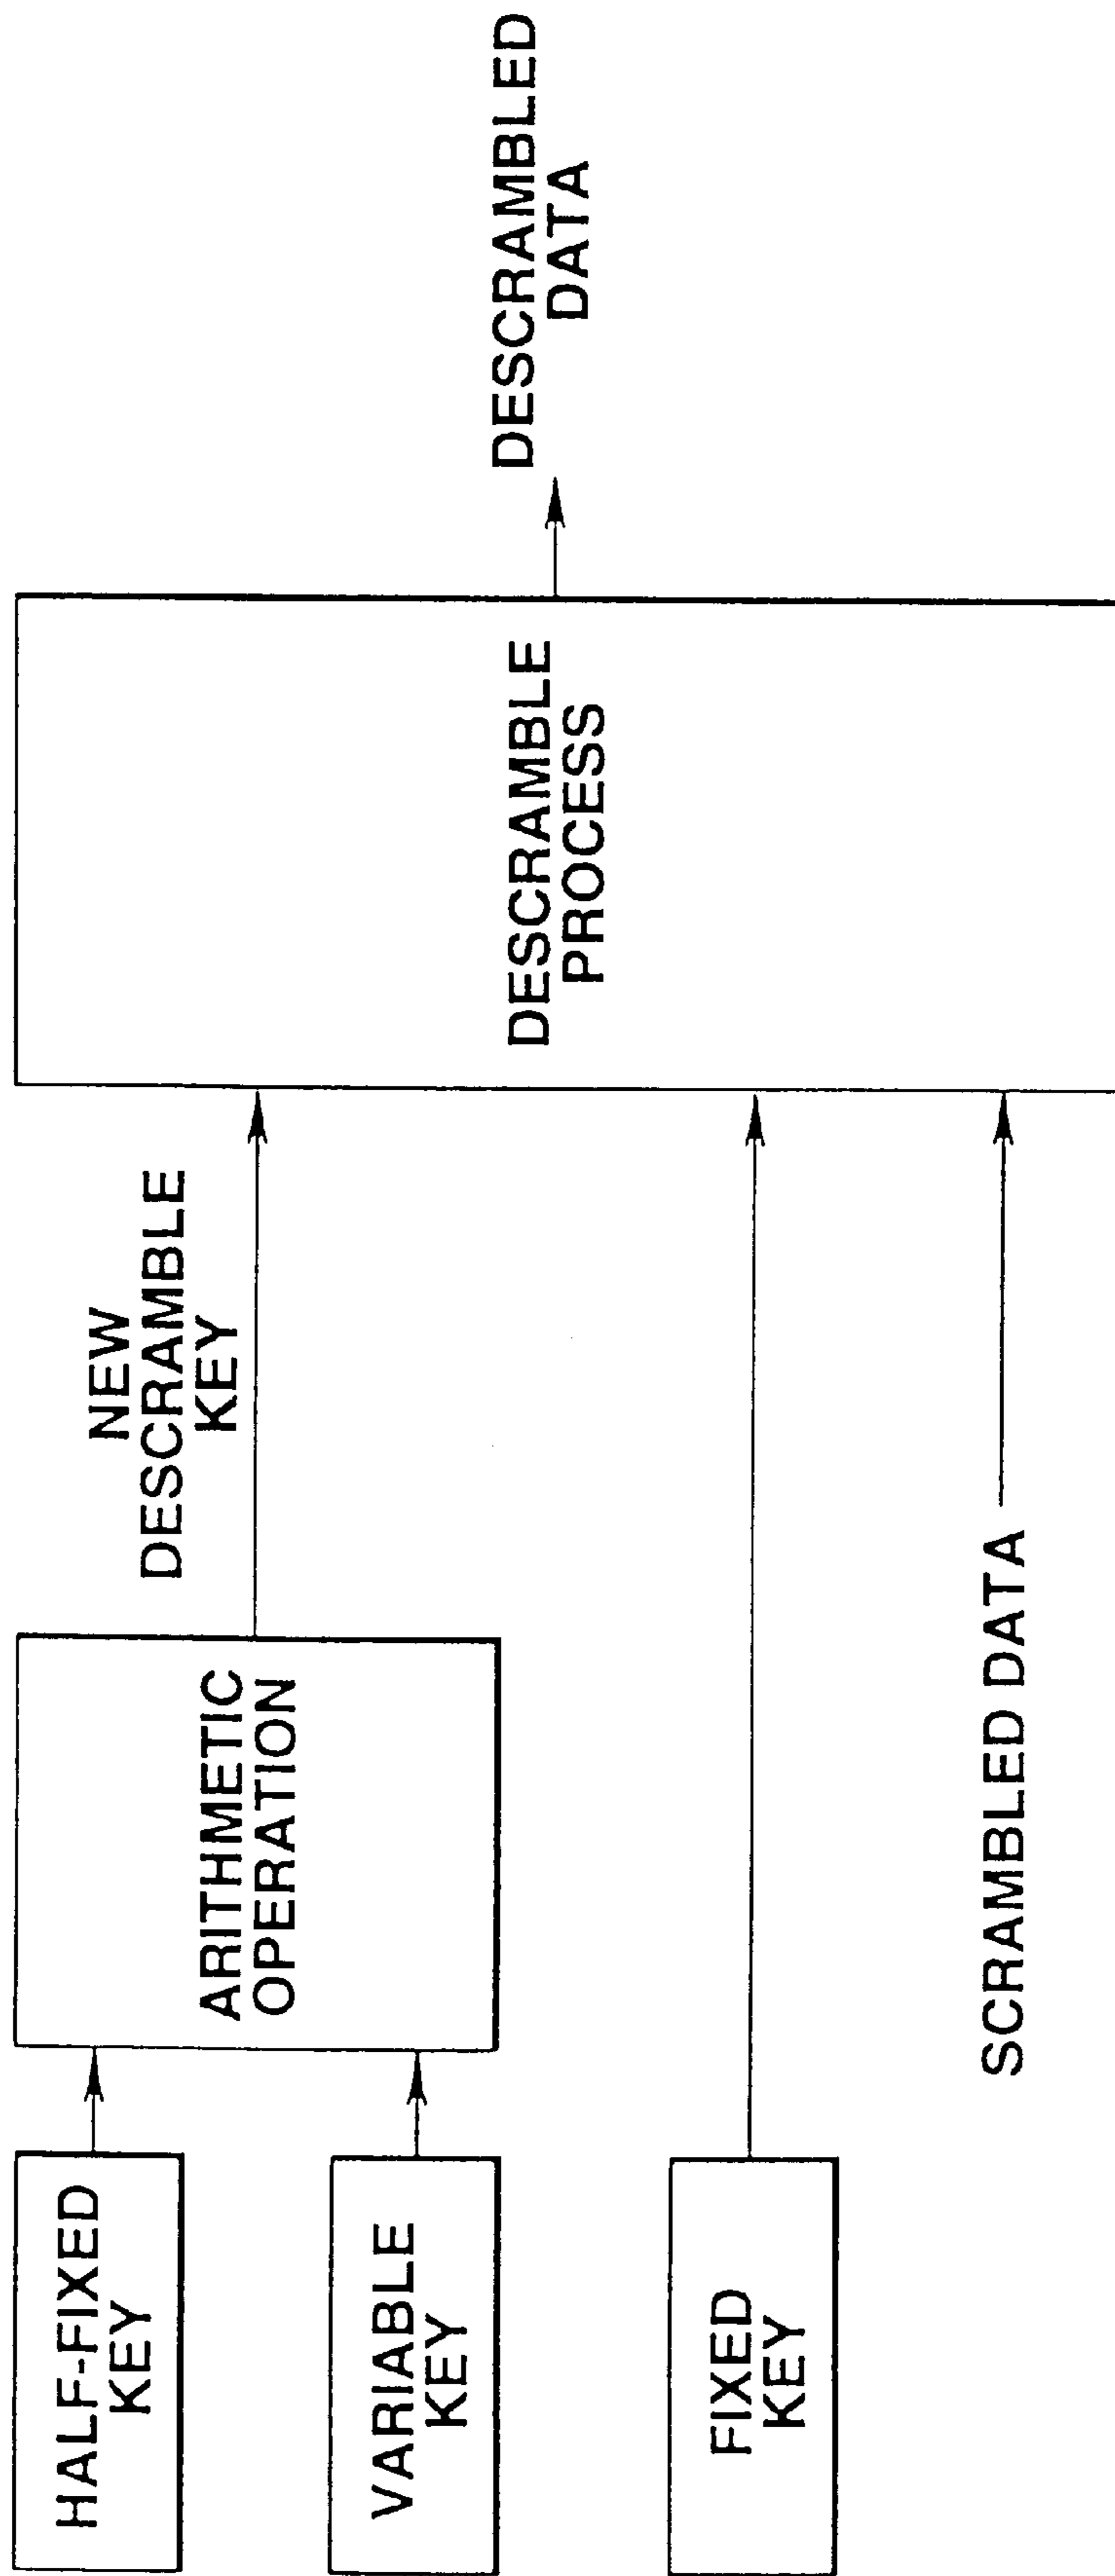 HALF-FIXED
KEY
VARIABLE
KEY
FIXED
KEY
ARITHMETIC
OPERATION
NEW
DESCRAMBLE
KEY
SCRAMBLED DATA
DESCRAMBLE
PROCESS
DESCRAMBLED
DATA